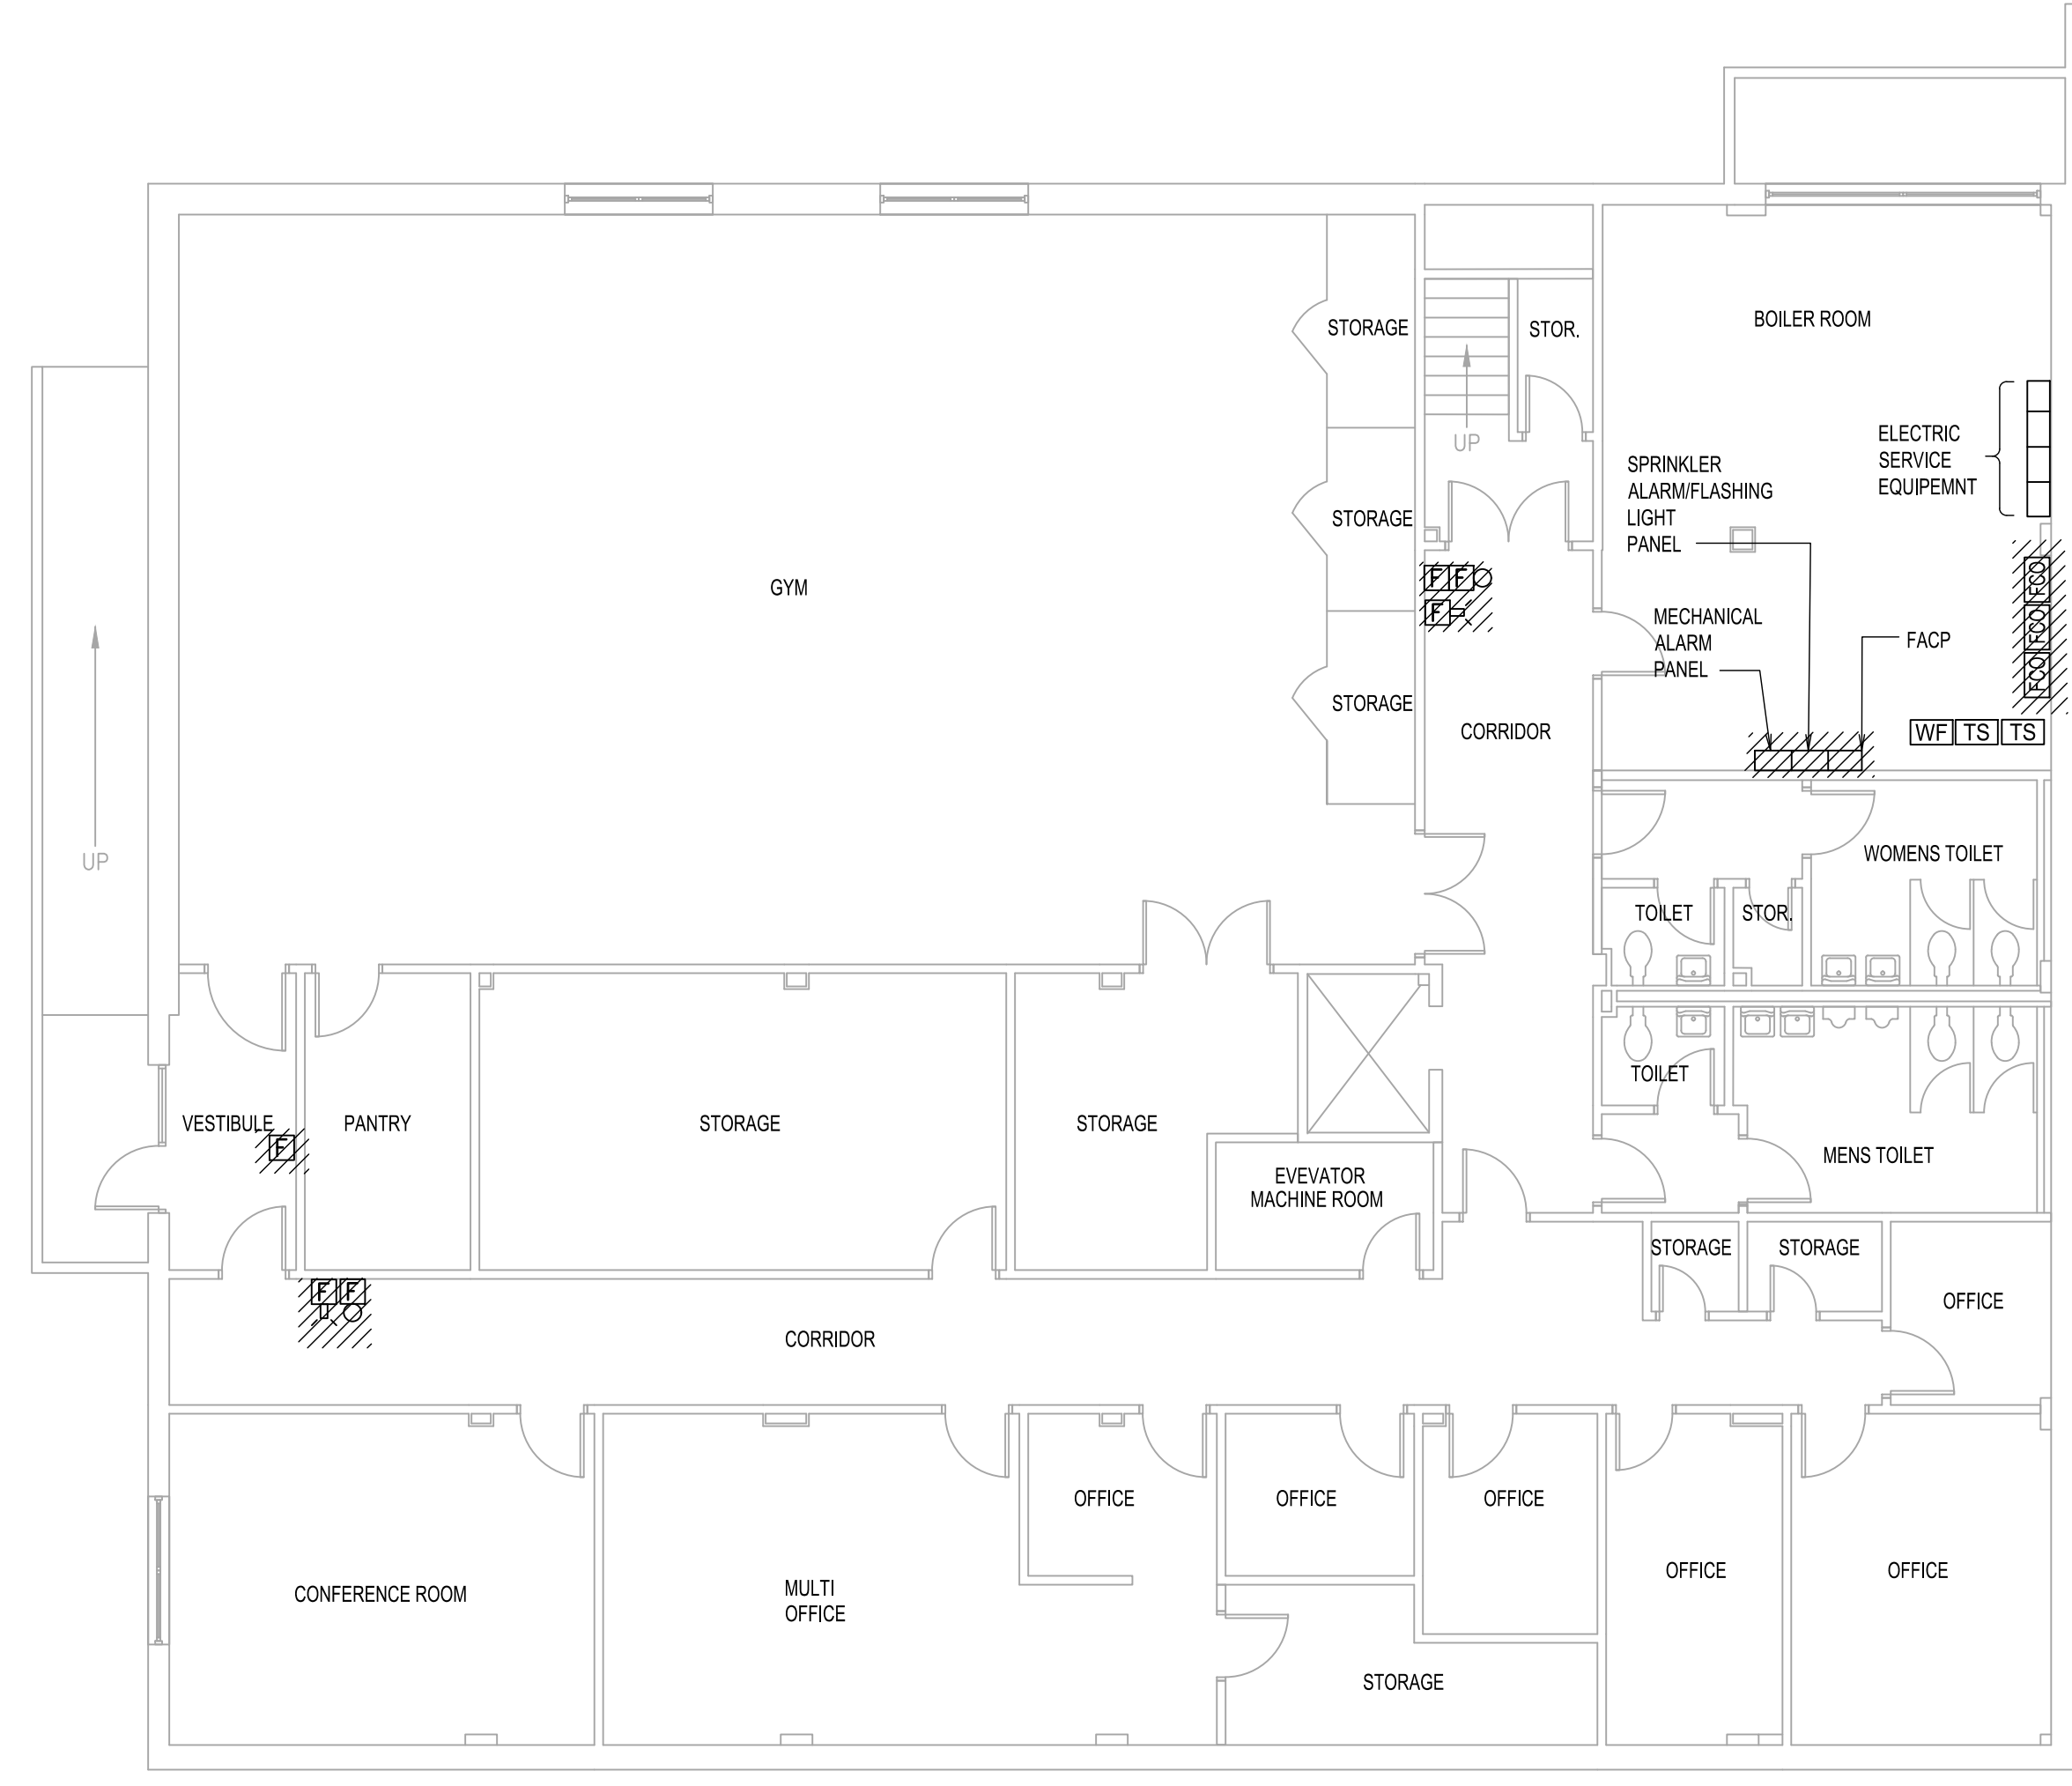 BOILER ROOM
STORAGE
STOR.
UP
ELECTRIC
SERVICE
EQUIPEMNT
SPRINKLER
ALARM/FLASHING
LIGHT
PANEL
STORAGE
GYM
F F
F
FCO
FCO
FCO
MECHANICAL
ALARM
PANEL
FACP
STORAGE
CORRIDOR
WF TS TS
UP
WOMENS TOILET
TOILET
STOR.
TOILET
VESTIBULE
PANTRY
STORAGE
STORAGE
F
MENS TOILET
EVEVATOR
MACHINE ROOM
STORAGE
STORAGE
F F
OFFICE
CORRIDOR
OFFICE
OFFICE
OFFICE
OFFICE
OFFICE
CONFERENCE ROOM
MULTI
OFFICE
STORAGE